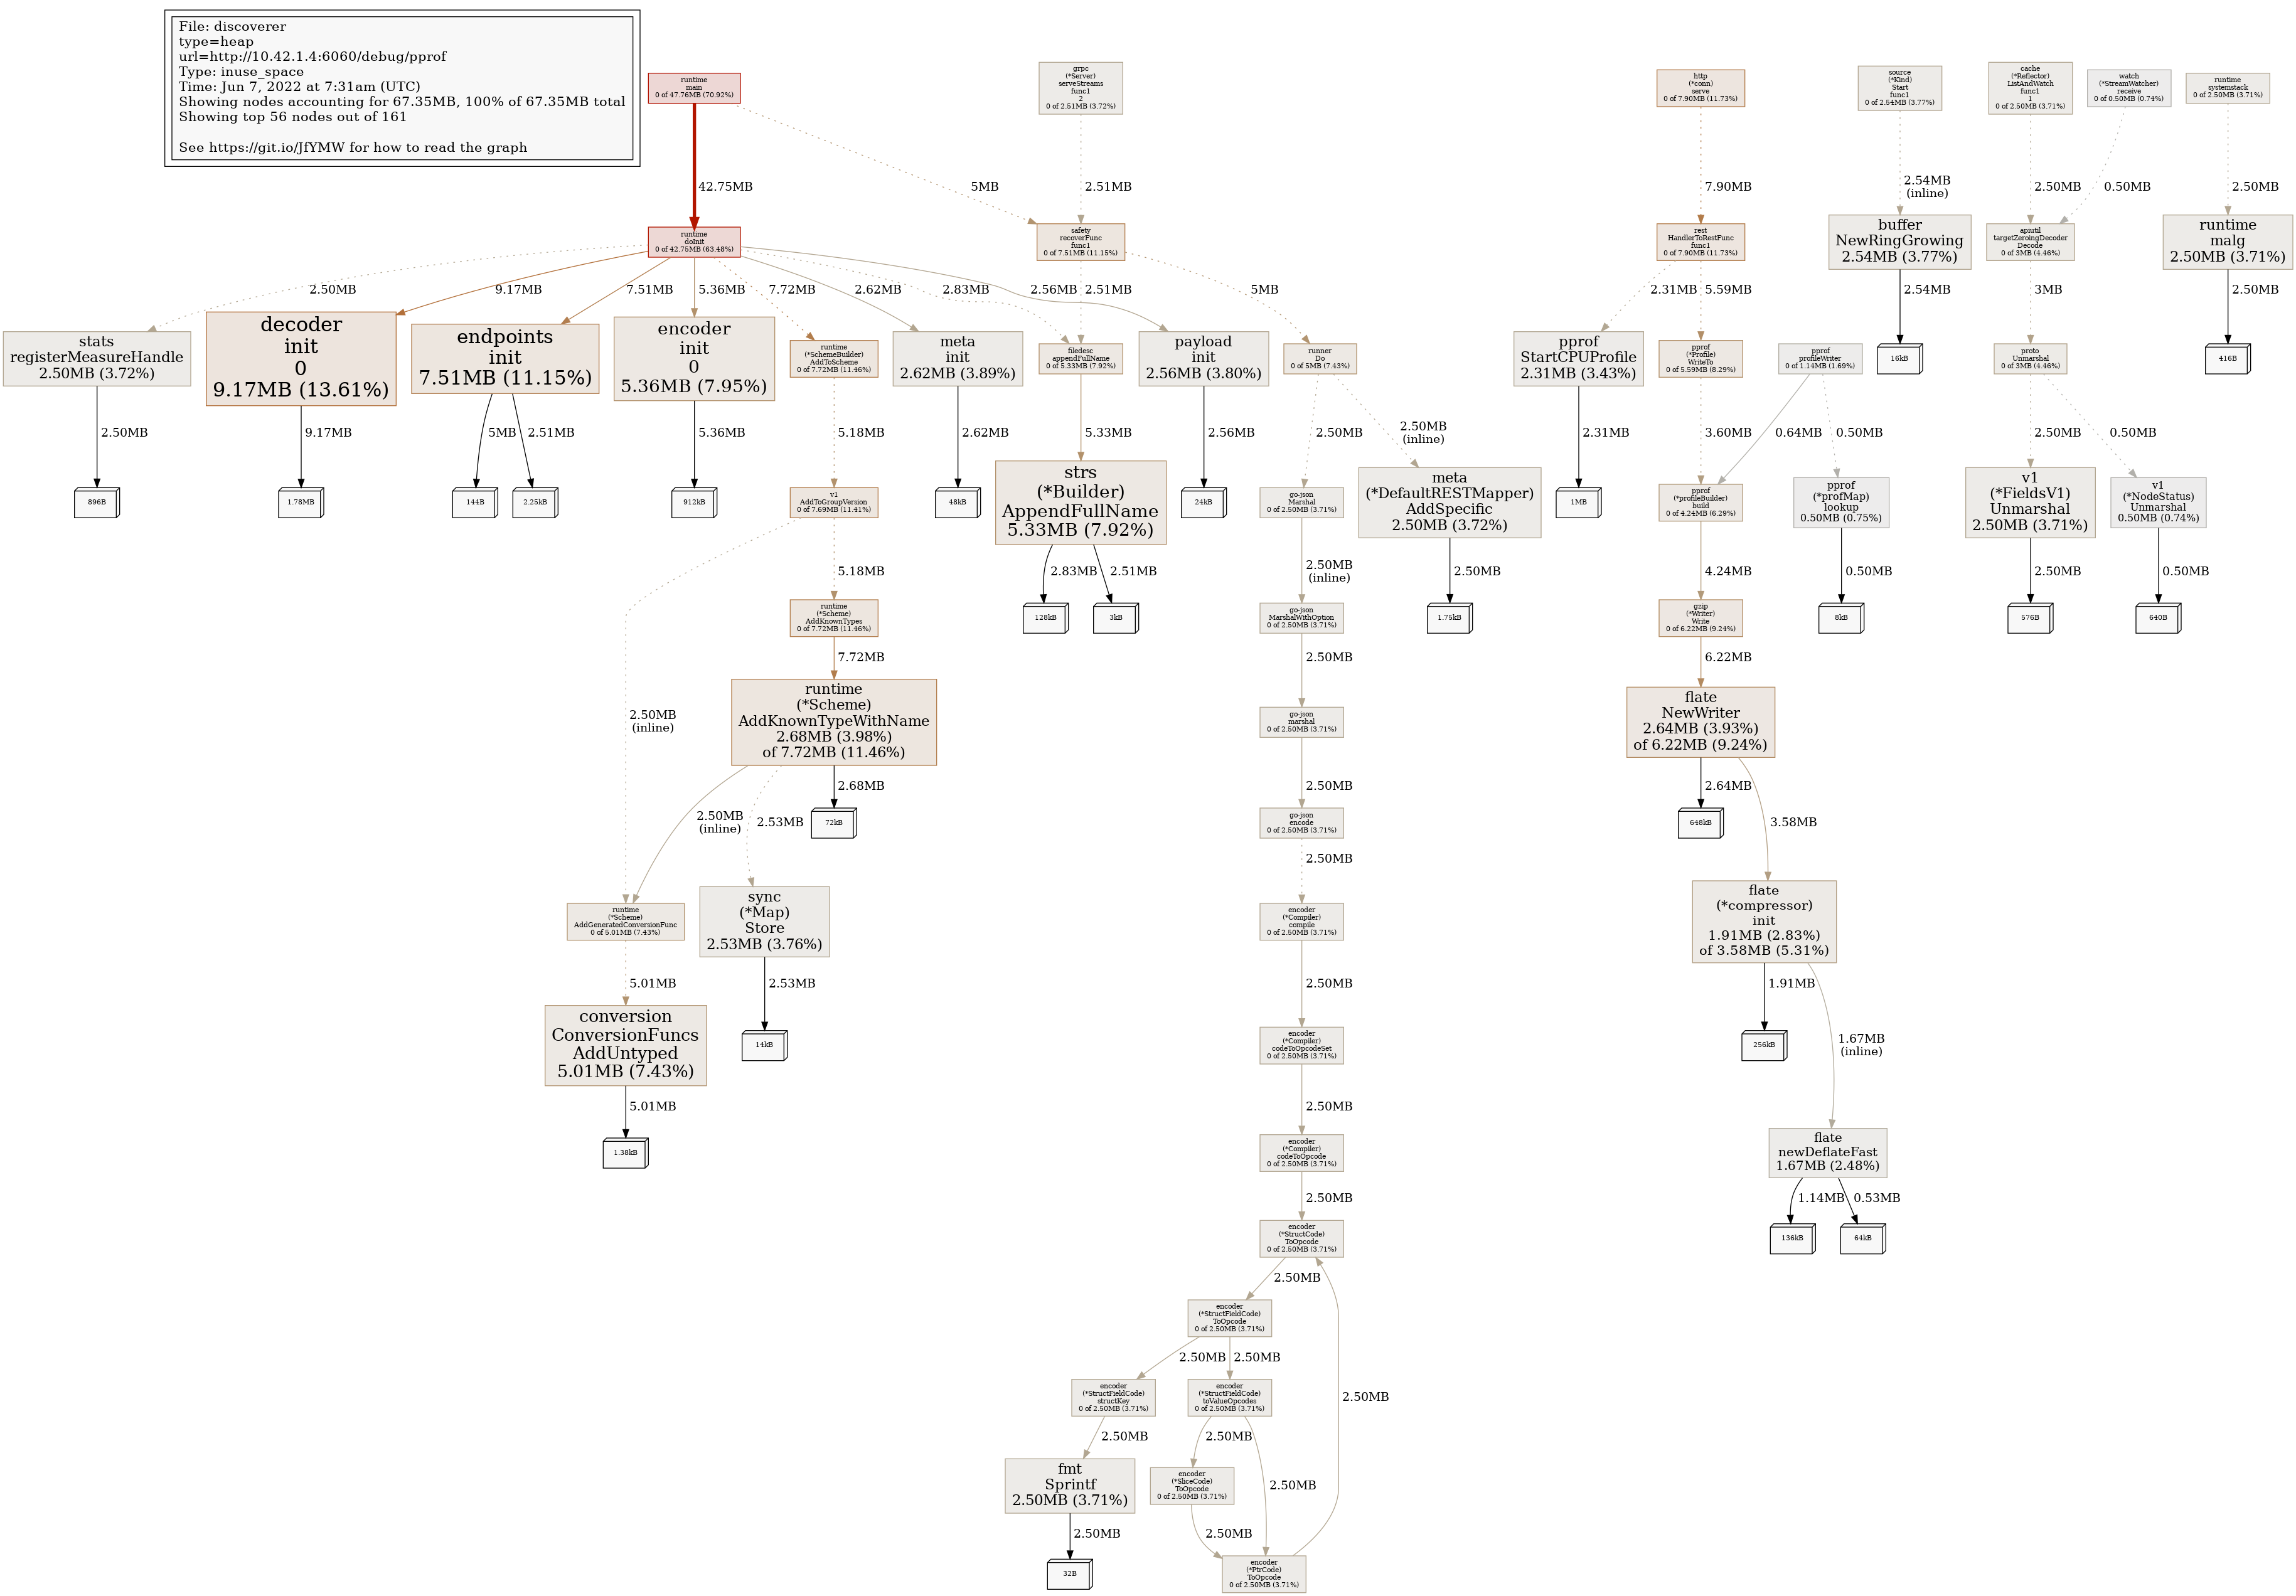 File: discoverer
type=heap
url=http://10.42.1.4:6060/debug/pprof
Type: inuse_space
Time: Jun 7, 2022 at 7:31am (UTC)
Showing nodes accounting for 67.35MB, 100% of 67.35MB total
Showing top 56 nodes out of 161
See https://git.io/JfYMW for how to read the graph
runtime
main
0 of 47.76MB (70.92%)
grpc
(*Server)
serveStreams
func1
2
0 of 2.51MB (3.72%)
http
(*conn)
serve
0 of 7.90MB (11.73%)
source
(*Kind)
Start
func1
0 of 2.54MB (3.77%)
cache
(*Reflector)
ListAndWatch
func1
1
0 of 2.50MB (3.71%)
watch
(*StreamWatcher)
receive
0 of 0.50MB (0.74%)
runtime
systemstack
0 of 2.50MB (3.71%)
42.75MB
5MB
2.51MB
7.90MB
2.54MB
(inline)
2.50MB
0.50MB
2.50MB
runtime
doInit
0 of 42.75MB (63.48%)
safety
recoverFunc
func1
0 of 7.51MB (11.15%)
rest
HandlerToRestFunc
func1
0 of 7.90MB (11.73%)
buffer
NewRingGrowing
2.54MB (3.77%)
apiutil
targetZeroingDecoder
Decode
0 of 3MB (4.46%)
runtime
malg
2.50MB (3.71%)
2.50MB
9.17MB
7.51MB
5.36MB
7.72MB
2.62MB
2.83MB
2.56MB
2.51MB
5MB
2.31MB
5.59MB
2.54MB
3MB
2.50MB
stats
registerMeasureHandle
2.50MB (3.72%)
decoder
init
0
9.17MB (13.61%)
endpoints
init
7.51MB (11.15%)
encoder
init
0
5.36MB (7.95%)
runtime
(*SchemeBuilder)
AddToScheme
0 of 7.72MB (11.46%)
meta
init
2.62MB (3.89%)
filedesc
appendFullName
0 of 5.33MB (7.92%)
payload
init
2.56MB (3.80%)
runner
Do
0 of 5MB (7.43%)
pprof
StartCPUProfile
2.31MB (3.43%)
pprof
(*Profile)
WriteTo
0 of 5.59MB (8.29%)
pprof
profileWriter
0 of 1.14MB (1.69%)
16kB
proto
Unmarshal
0 of 3MB (4.46%)
416B
2.50MB
9.17MB
5MB
2.51MB
5.36MB
5.18MB
2.62MB
5.33MB
2.56MB
2.50MB
2.50MB
(inline)
2.31MB
3.60MB
0.64MB
0.50MB
2.50MB
0.50MB
896B
1.78MB
144B
2.25kB
912kB
v1
AddToGroupVersion
0 of 7.69MB (11.41%)
48kB
strs
(*Builder)
AppendFullName
5.33MB (7.92%)
24kB
go-json
Marshal
0 of 2.50MB (3.71%)
meta
(*DefaultRESTMapper)
AddSpecific
2.50MB (3.72%)
1MB
pprof
(*profileBuilder)
build
0 of 4.24MB (6.29%)
pprof
(*profMap)
lookup
0.50MB (0.75%)
v1
(*FieldsV1)
Unmarshal
2.50MB (3.71%)
v1
(*NodeStatus)
Unmarshal
0.50MB (0.74%)
5.18MB
2.83MB
2.51MB
2.50MB
(inline)
2.50MB
4.24MB
0.50MB
2.50MB
0.50MB
runtime
(*Scheme)
AddKnownTypes
0 of 7.72MB (11.46%)
128kB
3kB
go-json
MarshalWithOption
0 of 2.50MB (3.71%)
1.75kB
gzip
(*Writer)
Write
0 of 6.22MB (9.24%)
8kB
576B
640B
7.72MB
2.50MB
6.22MB
2.50MB
(inline)
runtime
(*Scheme)
AddKnownTypeWithName
2.68MB (3.98%)
of 7.72MB (11.46%)
go-json
marshal
0 of 2.50MB (3.71%)
flate
NewWriter
2.64MB (3.93%)
of 6.22MB (9.24%)
2.50MB
(inline)
2.53MB
2.68MB
2.50MB
2.64MB
3.58MB
72kB
go-json
encode
0 of 2.50MB (3.71%)
648kB
2.50MB
runtime
(*Scheme)
AddGeneratedConversionFunc
0 of 5.01MB (7.43%)
sync
(*Map)
Store
2.53MB (3.76%)
encoder
(*Compiler)
compile
0 of 2.50MB (3.71%)
flate
(*compressor)
init
1.91MB (2.83%)
of 3.58MB (5.31%)
5.01MB
2.53MB
2.50MB
1.91MB
1.67MB
(inline)
conversion
ConversionFuncs
AddUntyped
5.01MB (7.43%)
14kB
encoder
(*Compiler)
codeToOpcodeSet
0 of 2.50MB (3.71%)
256kB
5.01MB
2.50MB
1.38kB
encoder
(*Compiler)
codeToOpcode
0 of 2.50MB (3.71%)
flate
newDeflateFast
1.67MB (2.48%)
2.50MB
1.14MB
0.53MB
encoder
(*StructCode)
ToOpcode
0 of 2.50MB (3.71%)
136kB
64kB
2.50MB
encoder
(*StructFieldCode)
ToOpcode
0 of 2.50MB (3.71%)
2.50MB
2.50MB
2.50MB
encoder
(*StructFieldCode)
structKey
0 of 2.50MB (3.71%)
encoder
(*StructFieldCode)
toValueOpcodes
0 of 2.50MB (3.71%)
2.50MB
2.50MB
2.50MB
fmt
Sprintf
2.50MB (3.71%)
encoder
(*SliceCode)
ToOpcode
0 of 2.50MB (3.71%)
2.50MB
2.50MB
32B
encoder
(*PtrCode)
ToOpcode
0 of 2.50MB (3.71%)